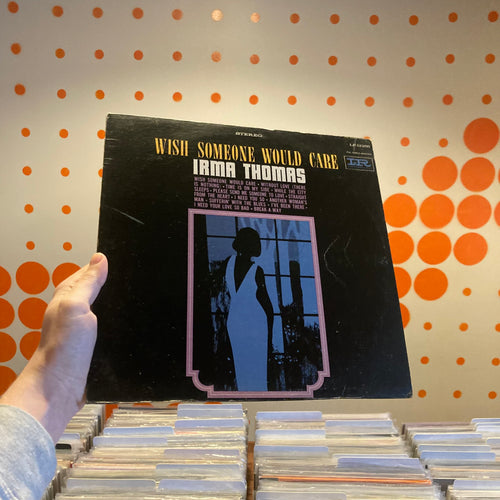 STEREO
WISH SOMEONE WOULD CARE
IRMA THOMAS
WISH SOMEONE WOULD CARE • WITHOUT LOVE (THERE
IS NOTHING) • TIME IS ON MY SIDE • WHILE THE CITY
SLEEPS • PLEASE SEND ME SOMEONE TO LOVE • STRAIGHT
FROM THE HEART • I NEED YOU SO • ANOTHER WOMAN'S
MAN • SUFFERIN' WITH THE BLUES • I'VE BEEN THERE •
I NEED YOUR LOVE SO BAD • BREAK A WAY